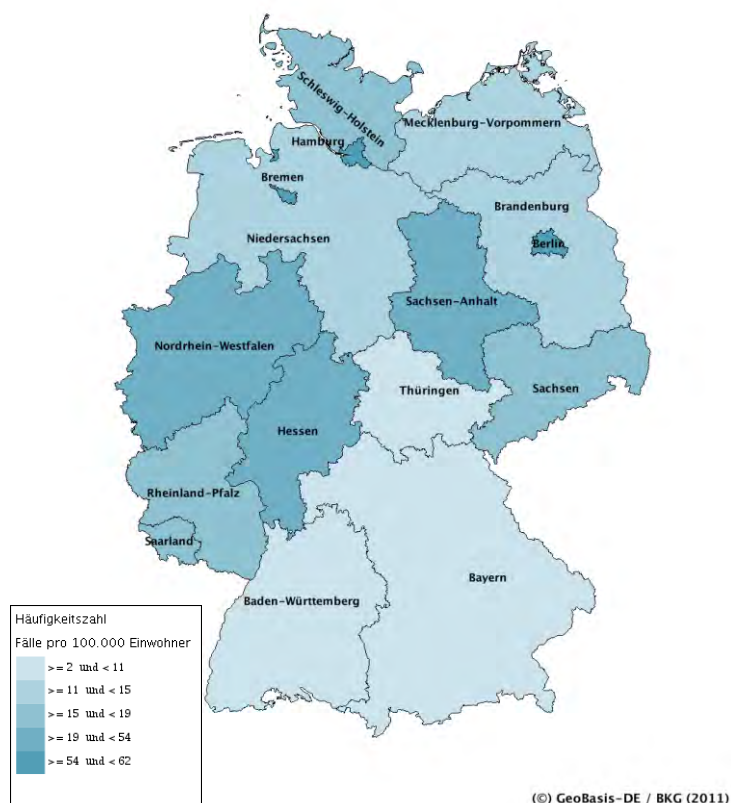 Schleswig-Holstein
Mecklenburg-Vorpommern
Hamburg
Bremen
Brandenburg
Niedersachsen
Berlin
Sachsen-Anhalt
Nordrhein-Westfalen
Thüringen
Sachsen
Hessen
Rheinland-Pfalz
Saarland
Bayern
Baden-Württemberg
Häufigkeitszahl
Fälle pro 100.000 Einwohner
>= 2 und < 11
>= 11 und < 15
>= 15 und < 19
>= 19 und < 54
>= 54 und < 62
(©) GeoBasis-DE / BKG (2011)